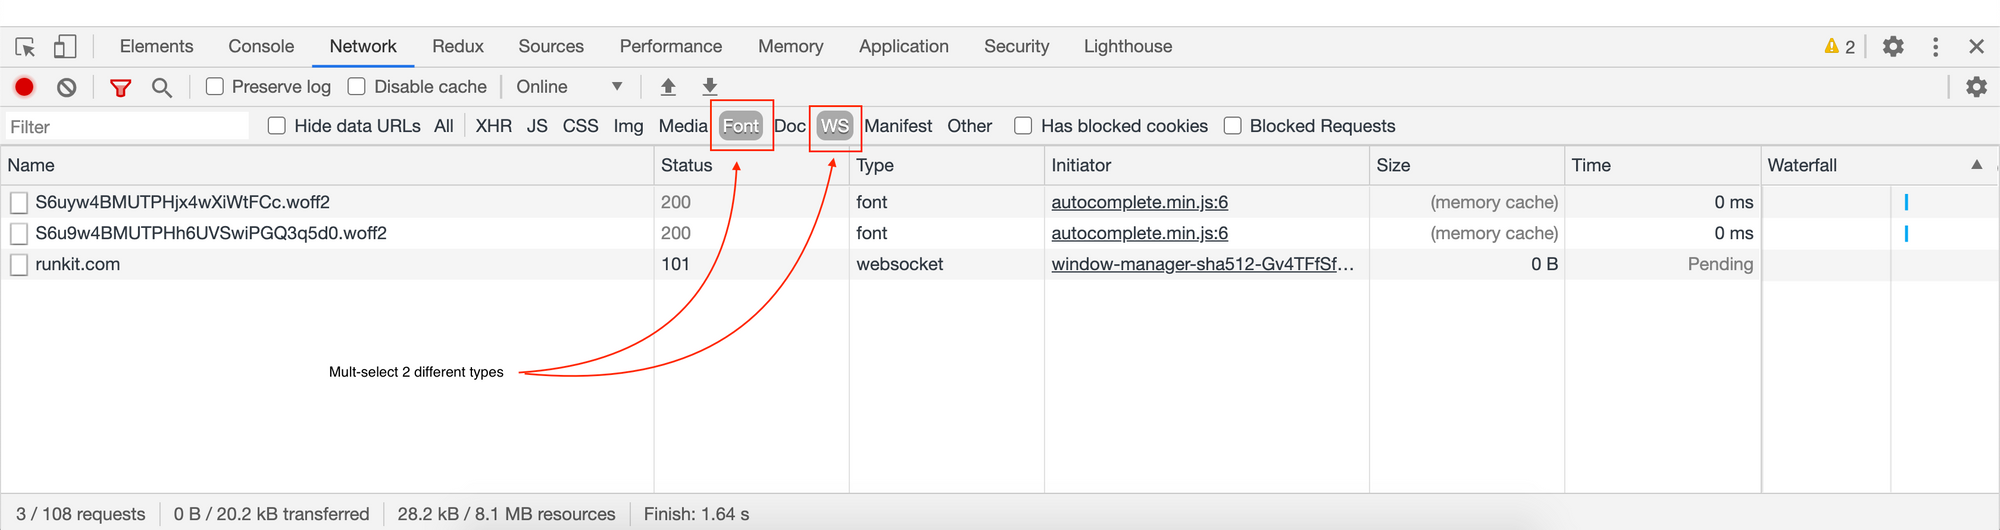 Elements Console Network Redux Sources Performance Memory Application Security Lighthouse 2
Preserve log Disable cache Online
Filter Hide data URLs All XHR JS CSS Img Media Font Doc WS Manifest Other Has blocked cookies Blocked Requests
Name Status Type Initiator Size Time Waterfall
S6uyw4BMUTPHjx4wXiWtFCc.woff2 200 font autocomplete.min.js:6 (memory cache) 0 ms
S6u9w4BMUTPHh6UVSwiPGQ3q5d0.woff2 200 font autocomplete.min.js:6 (memory cache) 0 ms
runkit.com 101 websocket window-manager-sha512-Gv4TFfSf… 0 B Pending
Mult-select 2 different types
3 / 108 requests 0 B / 20.2 kB transferred 28.2 kB / 8.1 MB resources Finish: 1.64 s